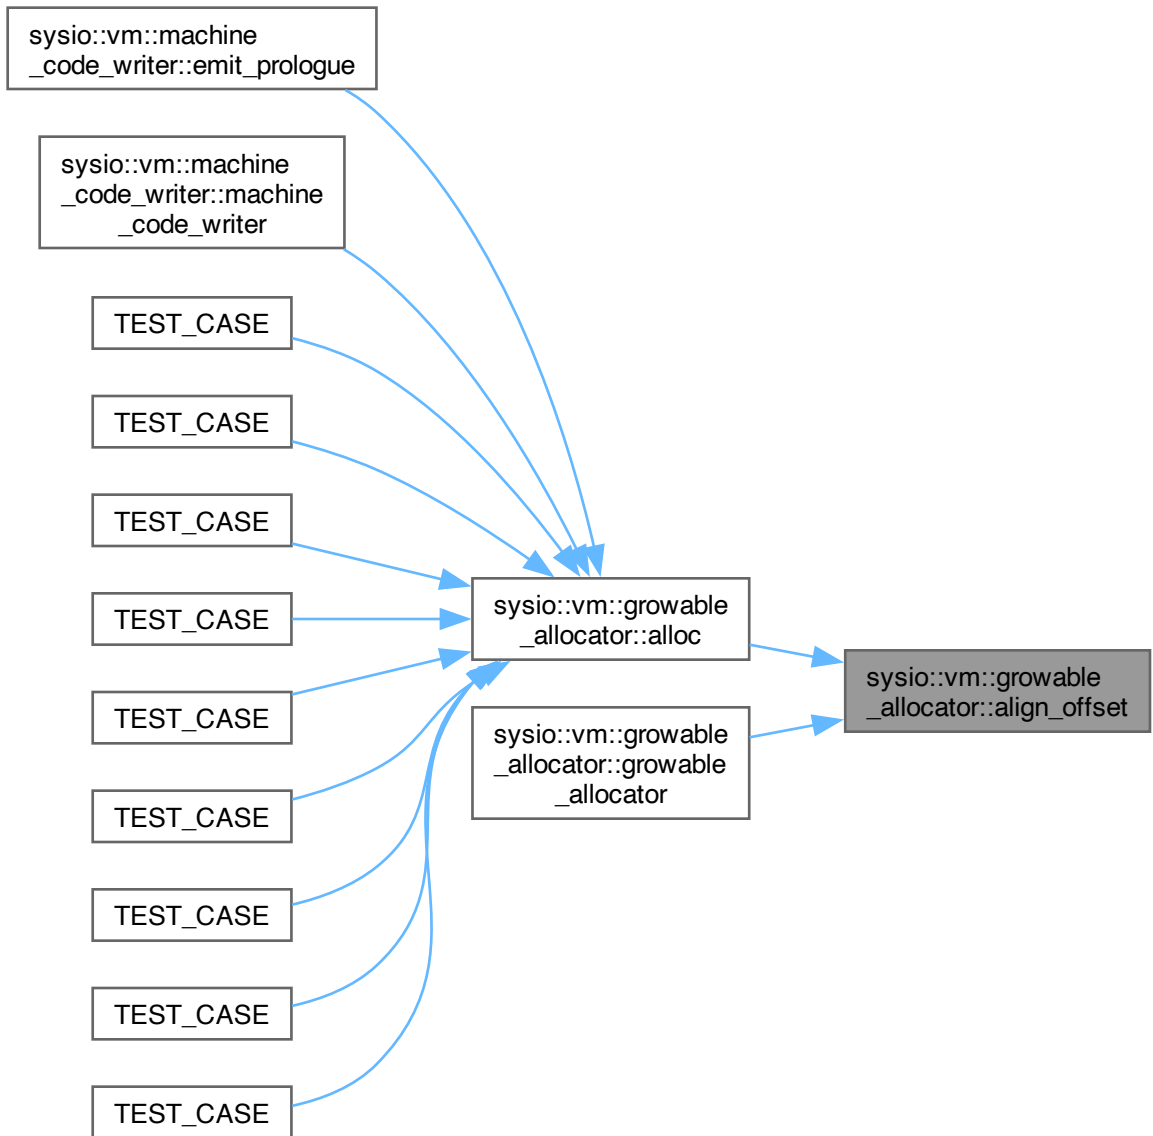 sysio::vm::machine
_code_writer::emit_prologue
sysio::vm::machine
_code_writer::machine
_code_writer
TEST_CASE
TEST_CASE
TEST_CASE
TEST_CASE
TEST_CASE
TEST_CASE
TEST_CASE
TEST_CASE
TEST_CASE
sysio::vm::growable
_allocator::alloc
sysio::vm::growable
_allocator::growable
_allocator
sysio::vm::growable
_allocator::align_offset